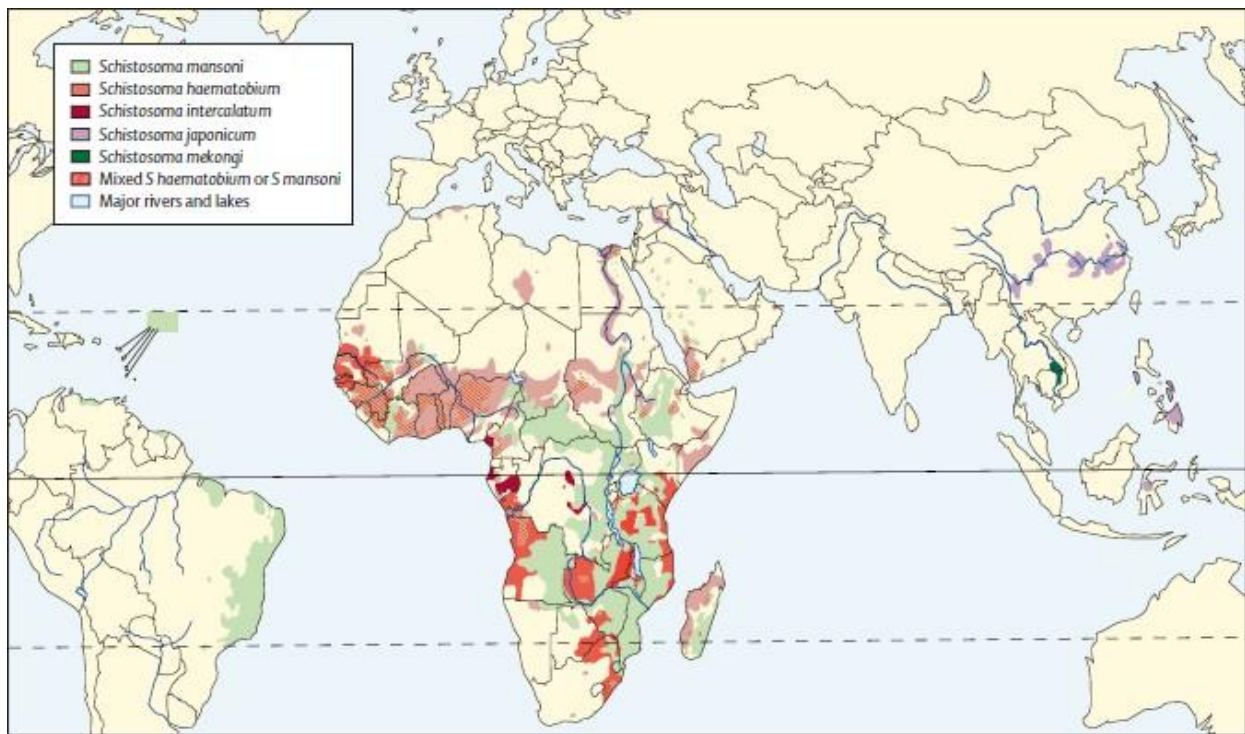 Schistosoma mansoni
Schistosoma haematobium
Schistosoma intercalatum
Schistosoma japonicum
Schistosoma mekongi
Mixed S haematobium or S mansoni
Major rivers and lakes